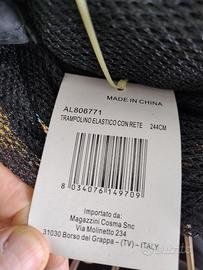 MADE IN CHINA
AL806771
TRAMPOLINO ELASTICO CON RETE 244CM
8 034076 149709
Importato da:
Magazzini Cosma Snc
Via Molinetto 234
31030 Borso del Grappa - (TV) - ITALY